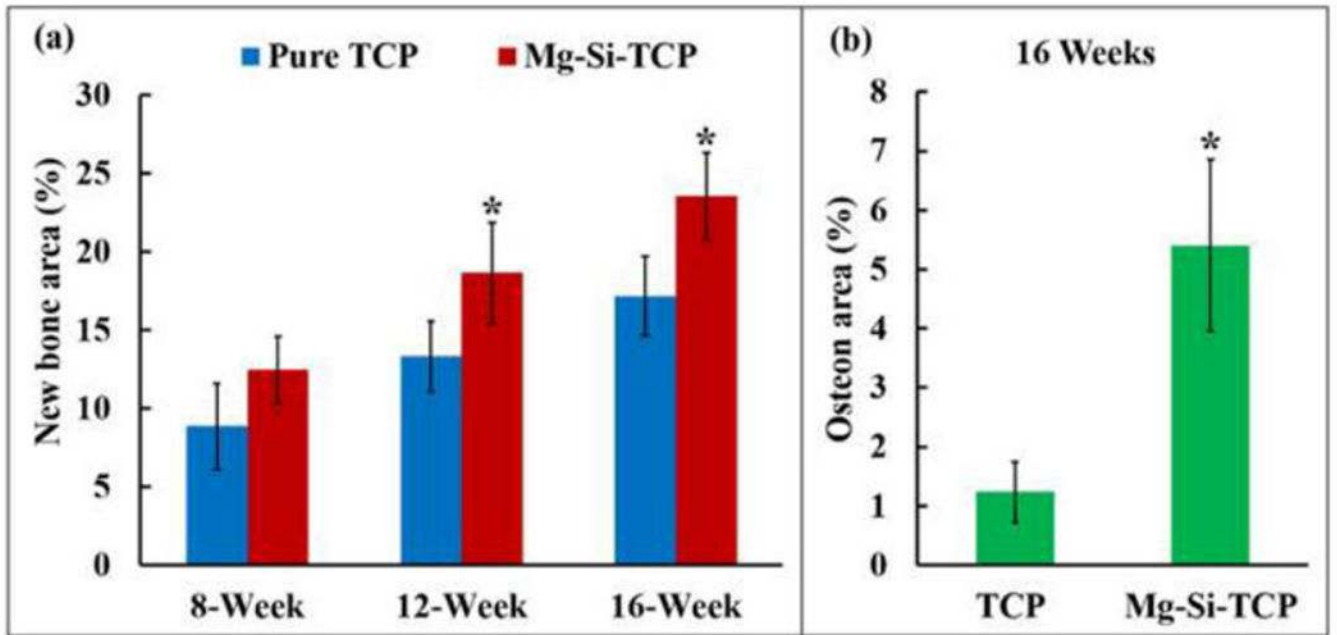 (a)
Pure TCP Mg-Si-TCP
New bone area (%)
30
25
20
15
10
5
0
*
*
8-Week 12-Week 16-Week
(b)
16 Weeks
Osteon area (%)
8
7
6
5
4
3
2
1
0
*
TCP Mg-Si-TCP